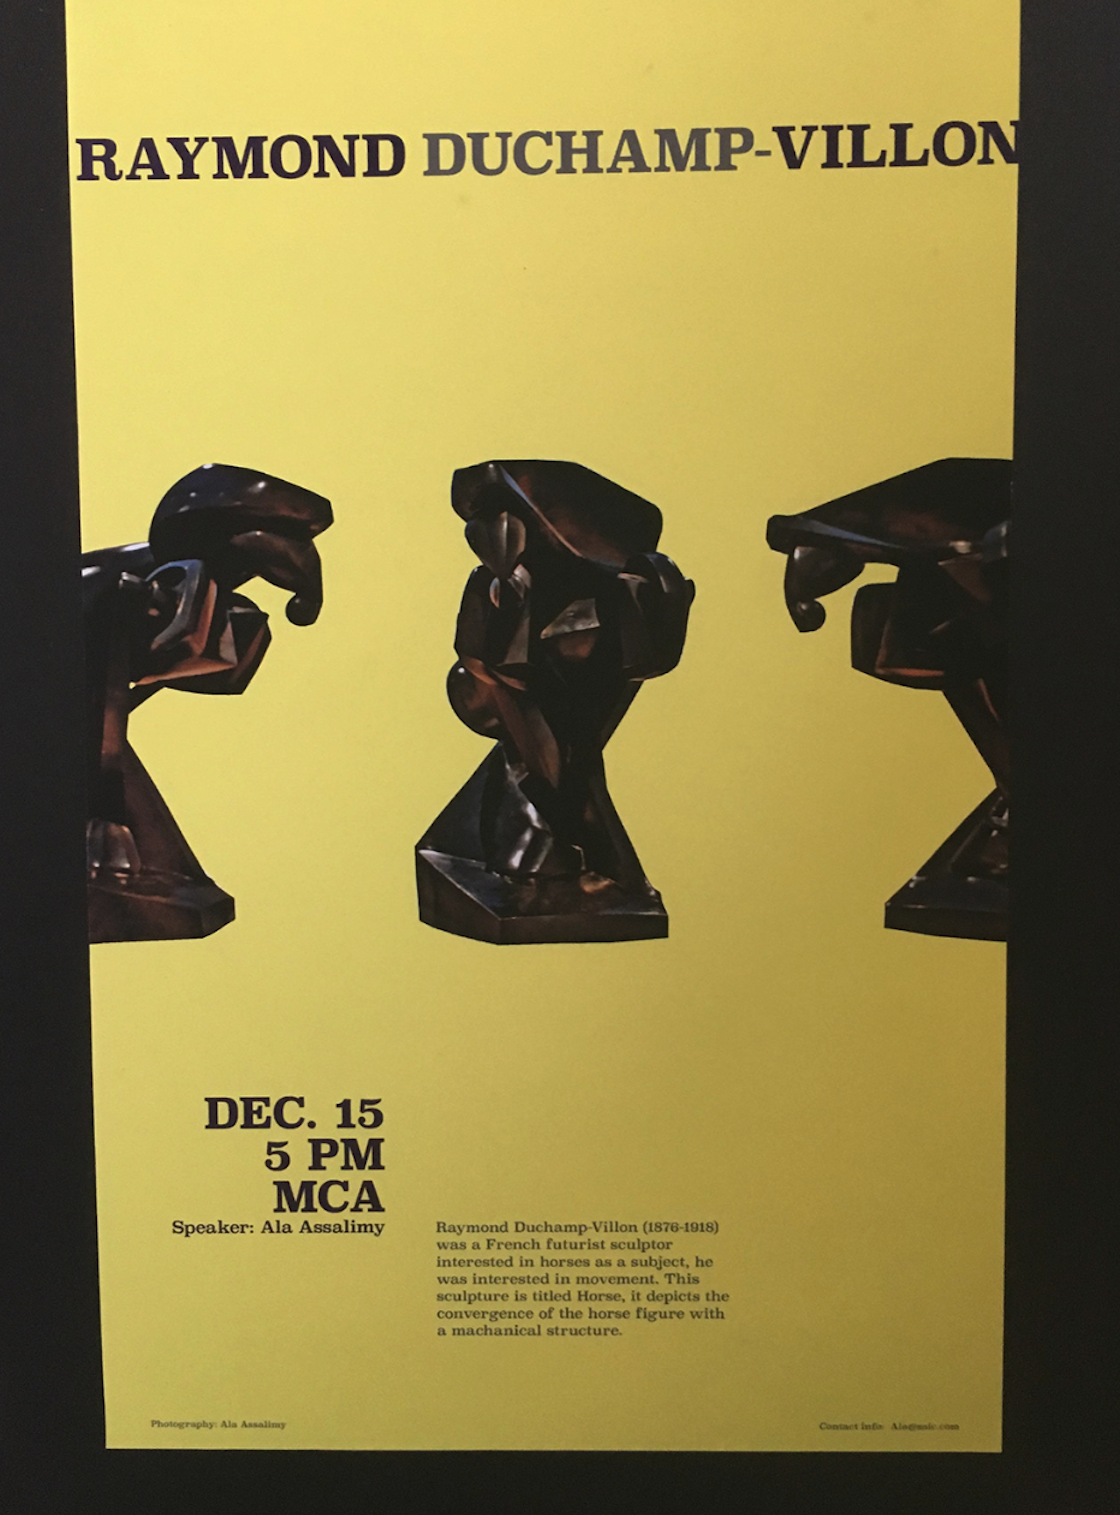 RAYMOND DUCHAMP-VILLON
DEC. 15
5 PM
MCA
Speaker: Ala Assalimy
Raymond Duchamp-Villon (1876-1918)
was a French futurist sculptor
interested in horses as a subject, he
was interested in movement. This
sculpture is titled Horse, it depicts the
convergence of the horse figure with
a machanical structure.
Photography: Ala Assalimy
Contact info: